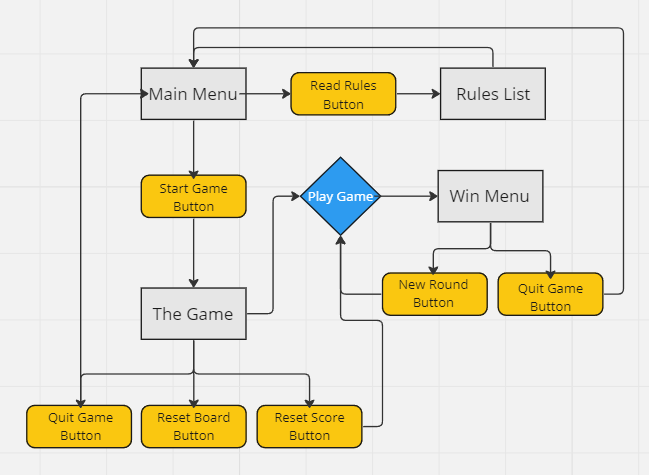 Main Menu
Read Rules
Button
Rules List
Start Game
Button
Play Game
Win Menu
The Game
New Round
Button
Quit Game
Button
Quit Game
Button
Reset Board
Button
Reset Score
Button